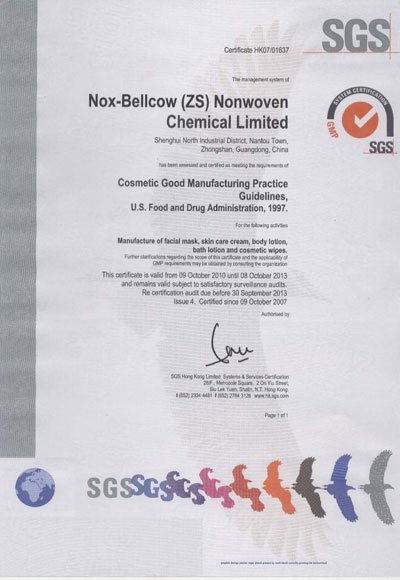 SGS
Certificate HK07/01637
The management system of
Nox-Bellcow (ZS) Nonwoven
Chemical Limited
Shenghui North Industrial District, Nantou Town,
Zhongshan, Guangdong, China
has been assessed and certified as meeting the requirements of
SYSTEM CERTIFICATION
GMP
SGS
Cosmetic Good Manufacturing Practice
Guidelines,
U.S. Food and Drug Administration, 1997.
For the following activities
Manufacture of facial mask, skin care cream, body lotion,
bath lotion and cosmetic wipes.
Further clarifications regarding the scope of this certificate and the applicability of
GMP requirements may be obtained by consulting the organization
This certificate is valid from 09 October 2010 until 08 October 2013
and remains valid subject to satisfactory surveillance audits.
Re certification audit due before 30 September 2013
Issue 4. Certified since 09 October 2007
Authorised by
SGS Hong Kong Limited Systems & Services Certification
28/F., Metropole Square, 2 On Yiu Street,
Siu Lek Yuen, Shatin, N.T. Hong Kong.
t (852) 2334 4481 f (852) 2764 3126 www.hk.sgs.com
Page 1 of 1
SGS SGS SGS